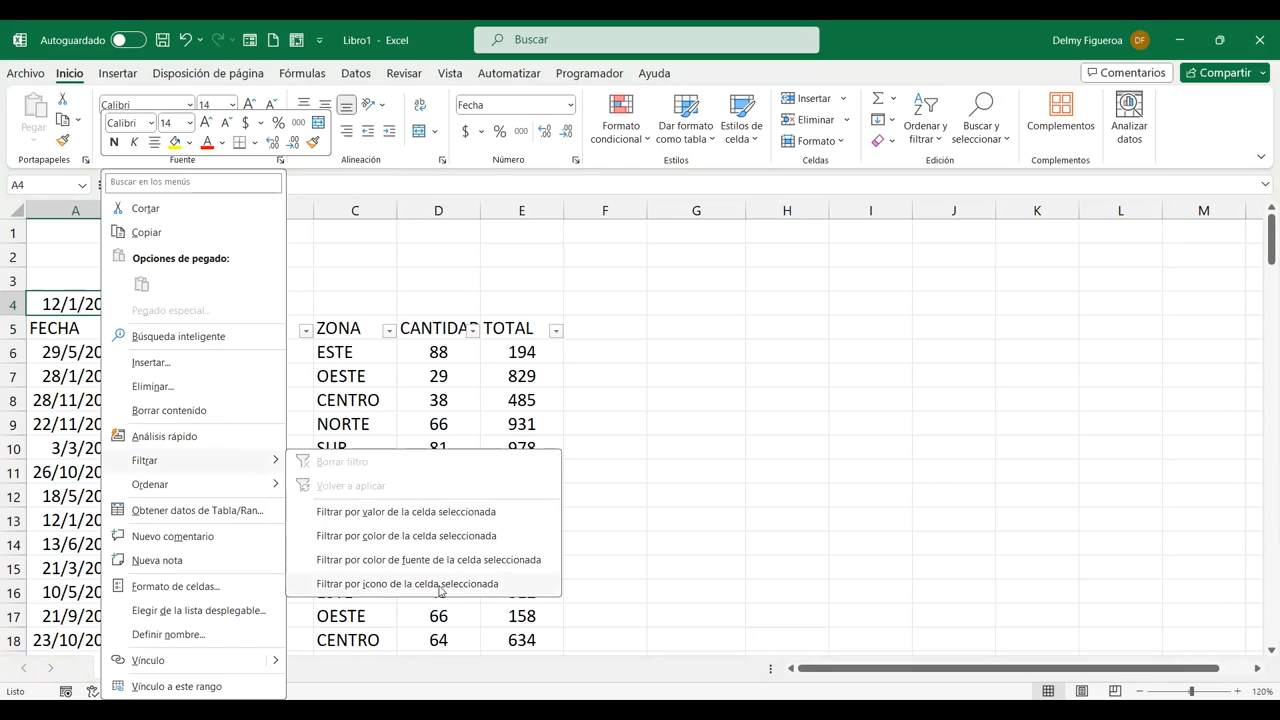 Autoguardado
Libro1 - Excel
Buscar
Delmy Figueroa
DF
Archivo Inicio Insertar Disposición de página Fórmulas Datos Revisar Vista Automatizar Programador Ayuda
Comentarios
Compartir
Pegar
Portapapeles
Calibri 14
Calibri 14
N K
Fuente
Alineación
Fecha
Número
Formato condicional
Dar formato como tabla
Estilos de celda
Estilos
Insertar
Eliminar
Formato
Celdas
Ordenar y filtrar
Buscar y seleccionar
Edición
Complementos
Complementos
Analizar datos
A4
Buscar en los menús
Cortar
Copiar
Opciones de pegado:
Pegado especial...
Búsqueda inteligente
Insertar...
Eliminar...
Borrar contenido
Análisis rápido
Filtrar
Ordenar
Obtener datos de Tabla/Ran...
Nuevo comentario
Nueva nota
Formato de celdas...
Elegir de la lista desplegable...
Definir nombre...
Vínculo
Vínculo a este rango
Borrar filtro
Volver a aplicar
Filtrar por valor de la celda seleccionada
Filtrar por color de la celda seleccionada
Filtrar por color de fuente de la celda seleccionada
Filtrar por icono de la celda seleccionada
A C D E F G H I J K L M
1
2
3
4 12/1/20
5 FECHA ZONA CANTIDAD TOTAL
6 29/5/20 ESTE 88 194
7 28/1/20 OESTE 29 829
8 28/11/20 CENTRO 38 485
9 22/11/20 NORTE 66 931
10 3/3/20 SUR 81 978
11 26/10/20
12 18/5/20
13 12/1/20
14 13/6/20
15 21/3/20
16 10/5/20
17 21/9/20 OESTE 66 158
18 23/10/20 CENTRO 64 634
Listo
120%